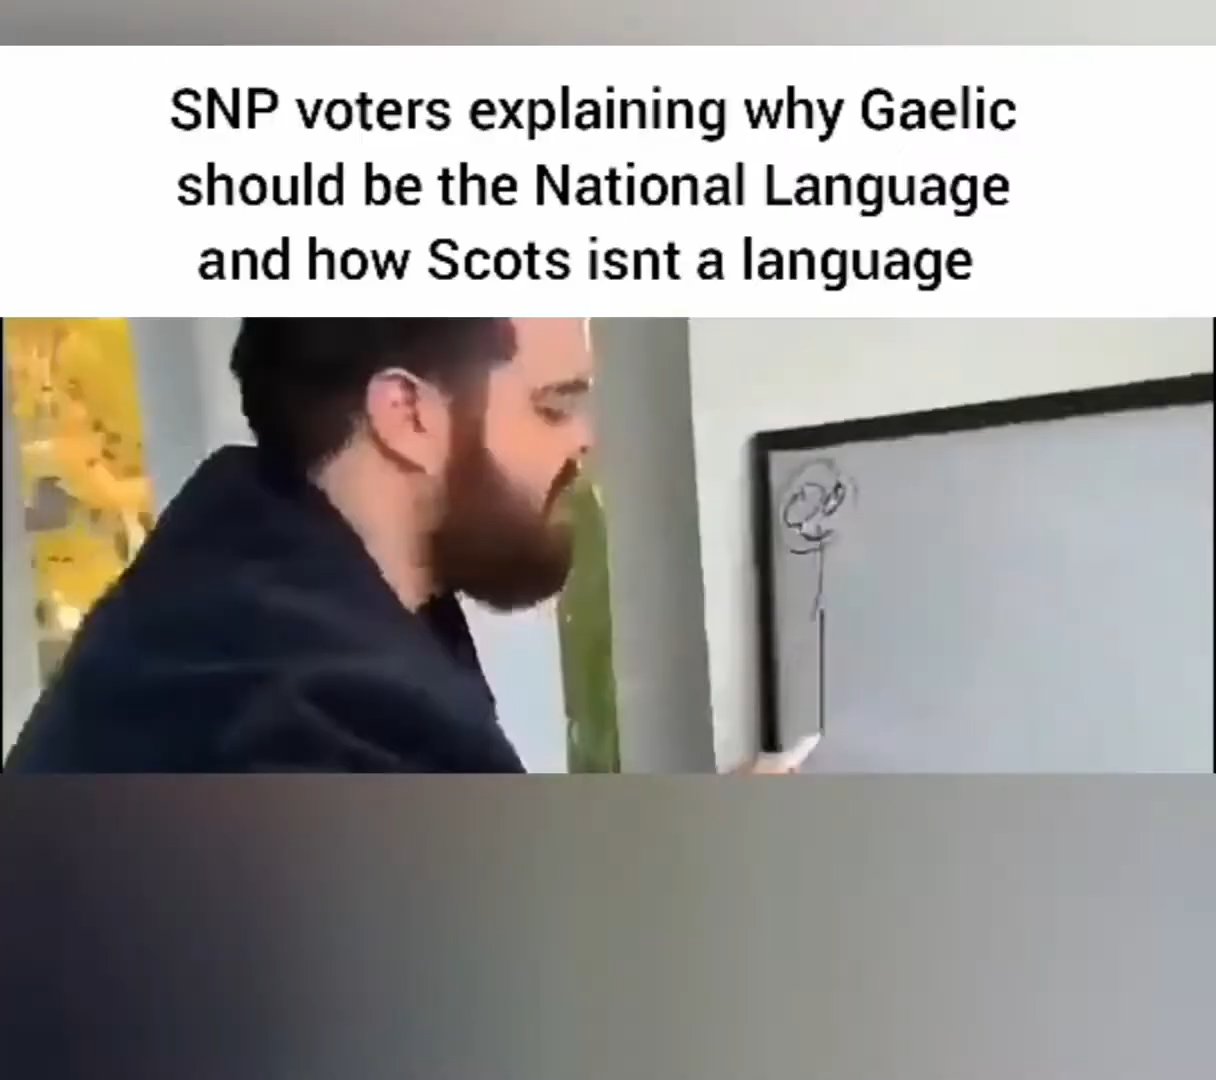 SNP voters explaining why Gaelic
should be the National Language
and how Scots isnt a language